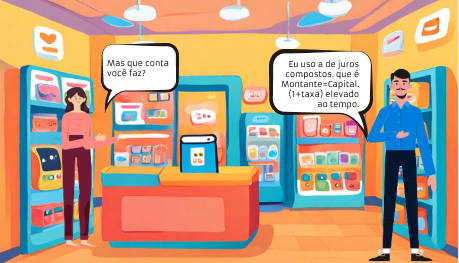 Mas que conta
você faz?
Eu uso a de juros
compostos. que é
Montante=Capital.
(1+taxa) elevado
ao tempo.